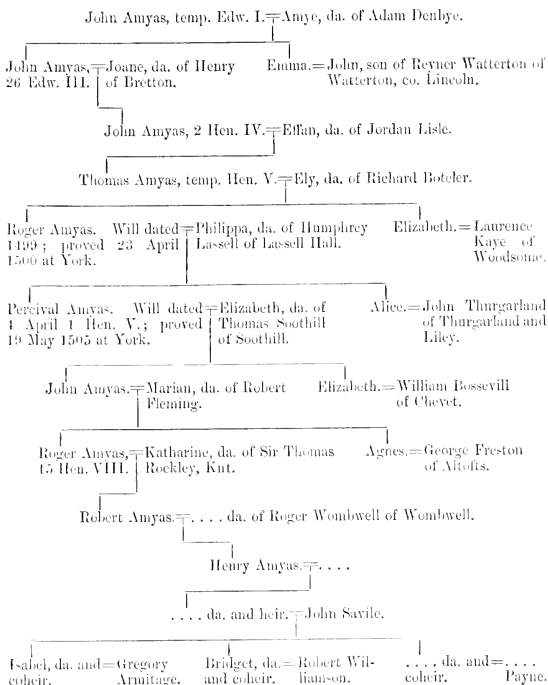 John Amyas, temp. Edw. I.=Amye, da. of Adam Denbye.
John Amyas,=Joane, da. of Henry Emma.=John, son of Reyner Watterton of
26 Edw. III. of Bretton. Watterton, co. Lincoln.
John Amyas, 2 Hen. IV.=Effan, da. of Jordan Lisle.
Thomas Amyas, temp. Hen. V.=Ely, da. of Richard Boteler.
Roger Amyas. Will dated=Philippa, da. of Humphrey Elizabeth.=Laurence
1499; proved 23 April Lassell of Lassell Hall. Kaye of
1500 at York. Woodsome.
Percival Amyas. Will dated=Elizabeth, da. of Alice.=John Thurgarland
4 April 1 Hen. V.; proved Thomas Soothill of Thurgarland and
19 May 1505 at York. of Soothill. Liley.
John Amyas.=Marian, da. of Robert Elizabeth.=William Bossevill
Fleming. of Chevet.
Roger Amyas,=Katharine, da. of Sir Thomas Agnes.=George Freston
15 Hen. VIII. Rockley, Knt. of Altofts.
Robert Amyas.=. . . . da. of Roger Wombwell of Wombwell.
Henry Amyas.=. . . .
. . . . da. and heir.=John Savile.
Isabel, da. and=Gregory Bridget, da.=Robert Wil- . . . . da. and=. . . .
coheir. Armitage. and coheir. liamson. coheir. Payne.